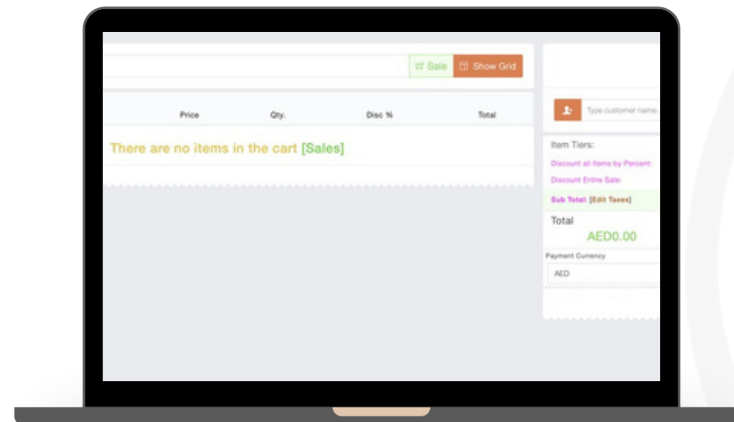 Sale
Show Grid
Price Qty. Disc % Total
There are no items in the cart [Sales]
Type customer name..
Item Tiers:
Discount all Items by Percent:
Discount Entire Sale:
Sub Total: [Edit Taxes]
Total
AED0.00
Payment Currency
AED